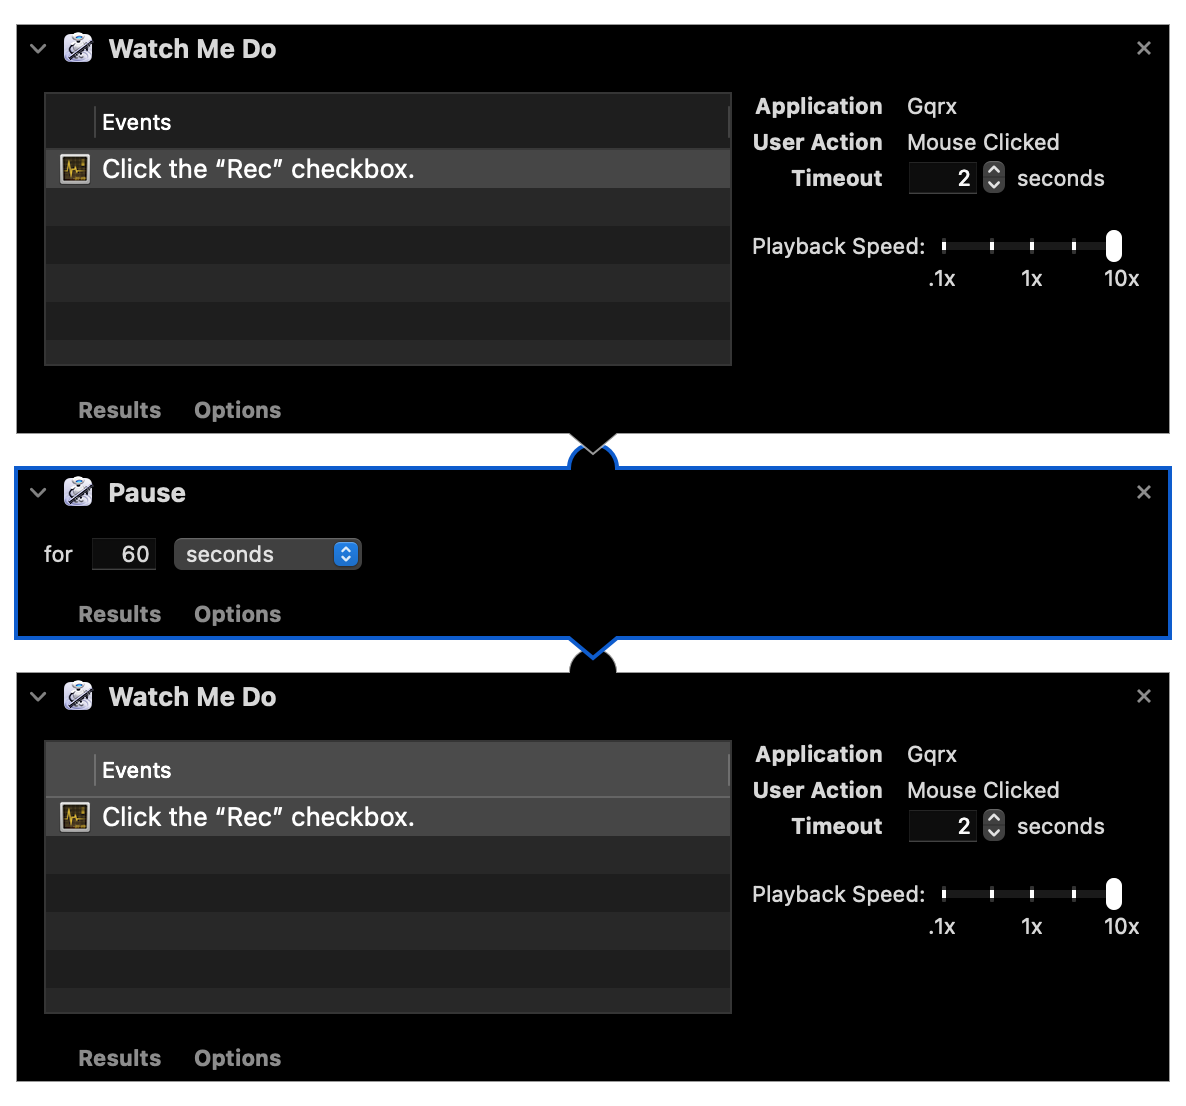 Watch Me Do
Events
Click the “Rec” checkbox.
Application Gqrx
User Action Mouse Clicked
Timeout 2 seconds
Playback Speed:
.1x 1x 10x
Results Options
Pause
for 60 seconds
Results Options
Watch Me Do
Events
Click the “Rec” checkbox.
Application Gqrx
User Action Mouse Clicked
Timeout 2 seconds
Playback Speed:
.1x 1x 10x
Results Options